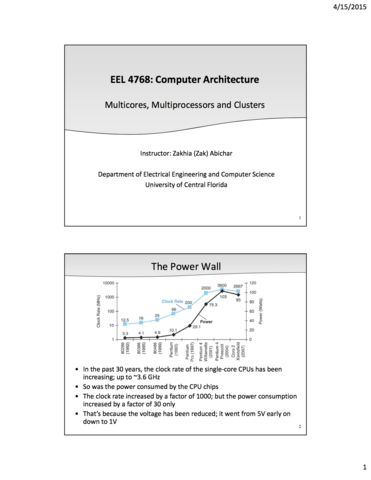 4/15/2015
EEL 4768: Computer Architecture
Multicores, Multiprocessors and Clusters
Instructor: Zakhia (Zak) Abichar
Department of Electrical Engineering and Computer Science
University of Central Florida
1
The Power Wall
10000
1000
100
10
1
Clock Rate (MHz)
12.5
16
25
66
200
2000
3600
2667
Clock Rate
3.3
4.1
4.9
10.1
29.1
75.3
103
95
Power
120
100
80
60
40
20
0
Power (Watts)
80286
(1982)
80386
(1985)
80486
(1989)
Pentium
(1993)
Pentium
Pro (1997)
Pentium 4
Willamette
(2001)
Pentium 4
Prescott
(2004)
Core 2
Kentsfield
(2007)
• In the past 30 years, the clock rate of the single-core CPUs has been
increasing; up to ~3.6 GHz
• So was the power consumed by the CPU chips
• The clock rate increased by a factor of 1000; but the power consumption
increased by a factor of 30 only
• That's because the voltage has been reduced; it went from 5V early on
down to 1V
2
1